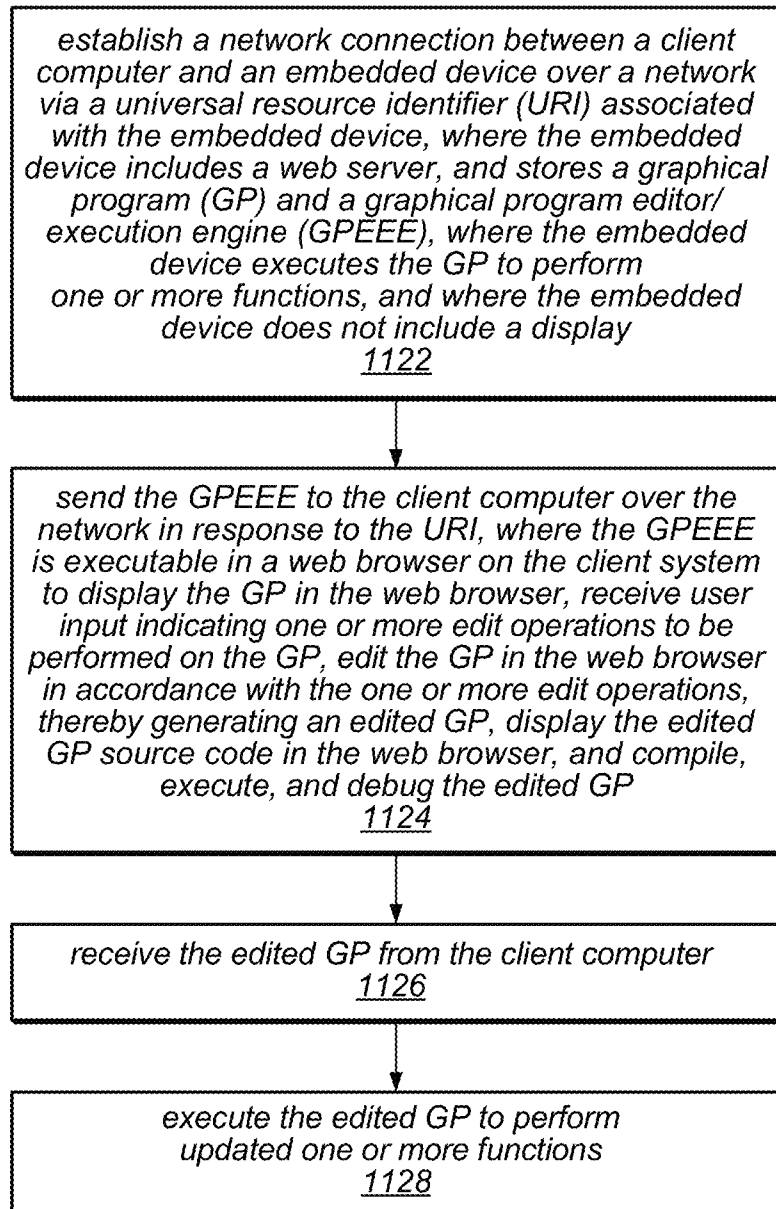 establish a network connection between a client
computer and an embedded device over a network
via a universal resource identifier (URI) associated
with the embedded device, where the embedded
device includes a web server, and stores a graphical
program (GP) and a graphical program editor/
execution engine (GPEEE), where the embedded
device executes the GP to perform
one or more functions, and where the embedded
device does not include a display
1122
send the GPEEE to the client computer over the
network in response to the URI, where the GPEEE
is executable in a web browser on the client system
to display the GP in the web browser, receive user
input indicating one or more edit operations to be
performed on the GP, edit the GP in the web browser
in accordance with the one or more edit operations,
thereby generating an edited GP, display the edited
GP source code in the web browser, and compile,
execute, and debug the edited GP
1124
receive the edited GP from the client computer
1126
execute the edited GP to perform
updated one or more functions
1128